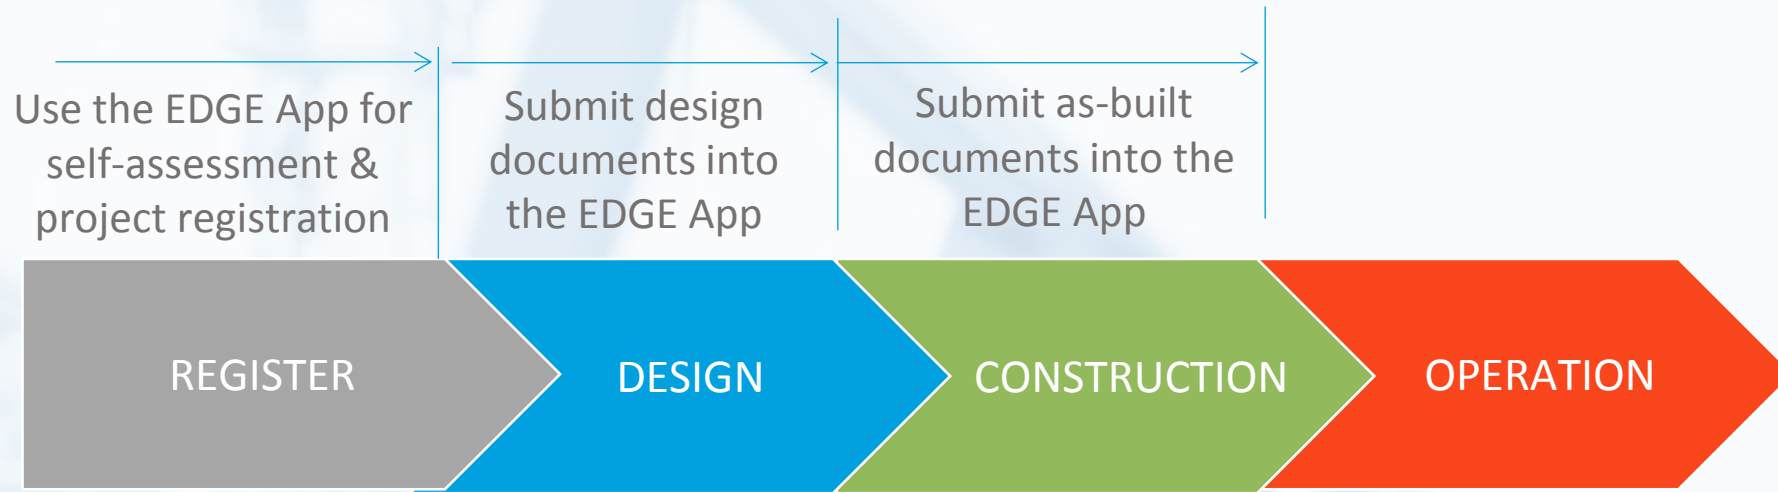 Use the EDGE App for
self-assessment &
project registration
Submit design
documents into
the EDGE App
Submit as-built
documents into the
EDGE App
REGISTER
DESIGN
CONSTRUCTION
OPERATION